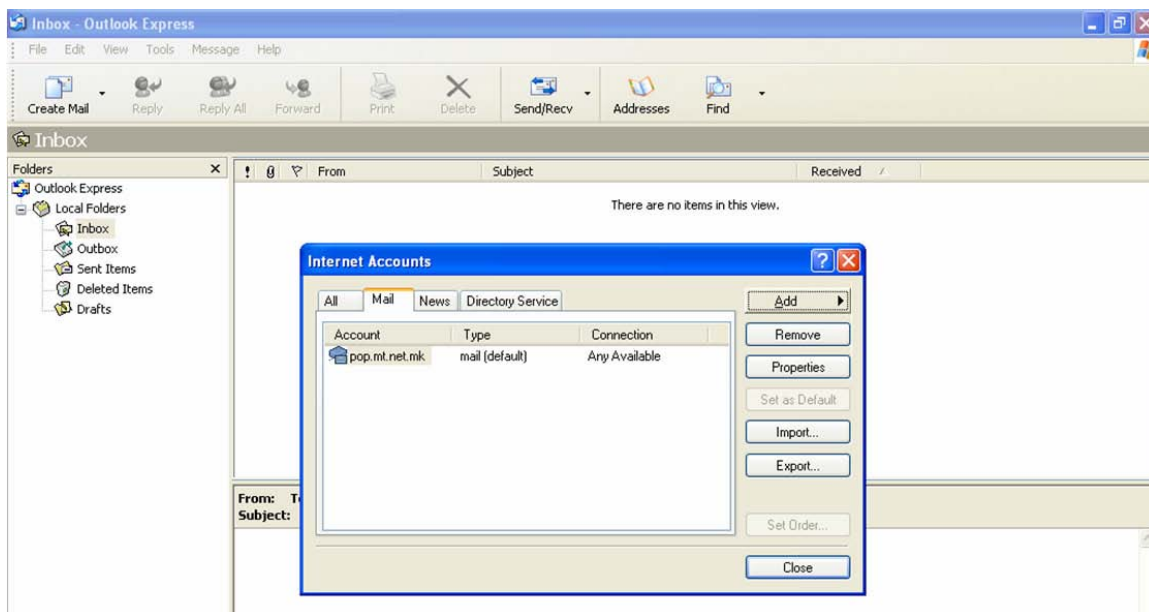 Inbox - Outlook Express
File Edit View Tools Message Help
Create Mail Reply Reply All Forward Print Delete Send/Recv Addresses Find
Inbox
Folders
! From Subject Received
Outlook Express
Local Folders
Inbox
Outbox
Sent Items
Deleted Items
Drafts
There are no items in this view.
Internet Accounts
All Mail News Directory Service
Account Type Connection
pop.mt.net.mk mail (default) Any Available
Add
Remove
Properties
Set as Default
Import...
Export...
Set Order...
Close
From:
Subject: